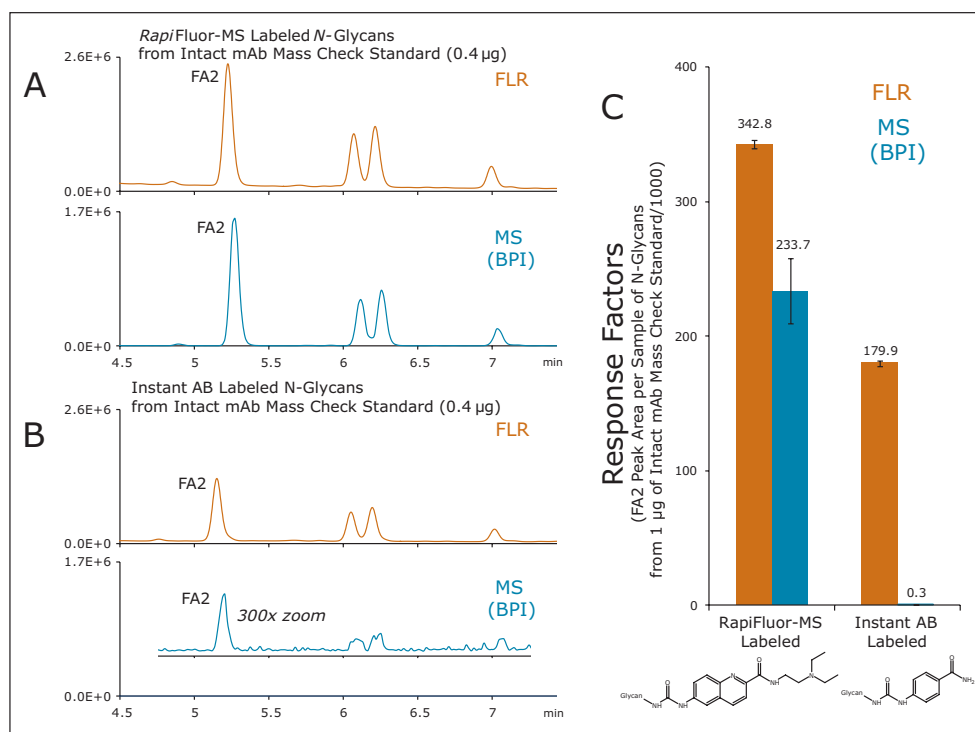 A
RapiFluor-MS Labeled N-Glycans
from Intact mAb Mass Check Standard (0.4 µg)
2.6E+6
FA2
FLR
0.0E+0
1.7E+6
FA2
MS
(BPI)
0.0E+0
4.5 5 5.5 6 6.5 7 min
B
Instant AB Labeled N-Glycans
from Intact mAb Mass Check Standard (0.4 µg)
2.6E+6
FLR
FA2
0.0E+0
1.7E+6
FA2
300x zoom
MS
(BPI)
0.0E+0
4.5 5 5.5 6 6.5 7 min
C
FLR
MS
(BPI)
Response Factors
(FA2 Peak Area per Sample of N-Glycans
from 1 µg of Intact mAb Mass Check Standard/1000)
400
300
200
100
0
342.8
233.7
179.9
0.3
RapiFluor-MS
Labeled
Instant AB
Labeled
Glycan
NH
O
NH
N
O
NH
N
Glycan
NH
O
NH
O
NH2